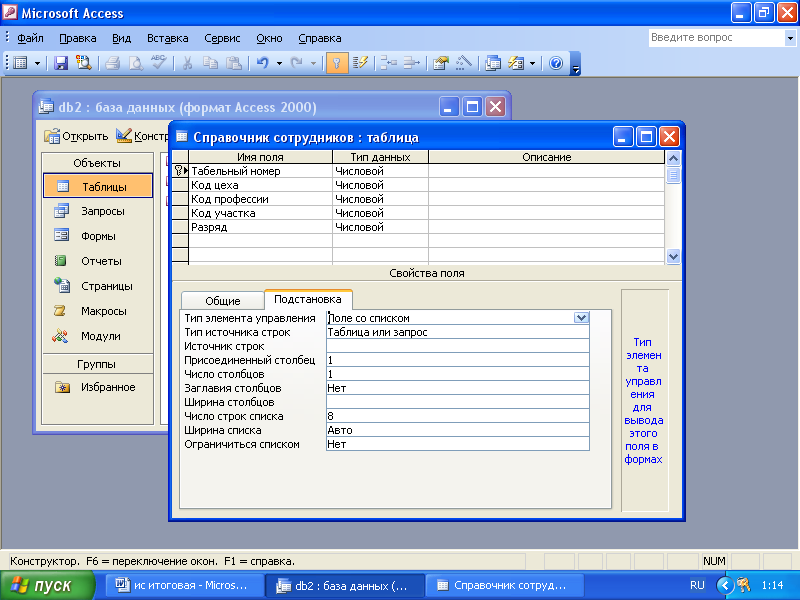 Microsoft Access
Файл Правка Вид Вставка Сервис Окно Справка
Введите вопрос
db2 : база данных (формат Access 2000)
Открыть Констр
Объекты
Таблицы
Запросы
Формы
Отчеты
Страницы
Макросы
Модули
Группы
Избранное
Справочник сотрудников : таблица
Имя поля Тип данных Описание
Табельный номер Числовой
Код цеха Числовой
Код профессии Числовой
Код участка Числовой
Разряд Числовой
Свойства поля
Общие Подстановка
Тип элемента управления Поле со списком
Тип источника строк Таблица или запрос
Источник строк
Присоединенный столбец 1
Число столбцов 1
Заглавия столбцов Нет
Ширина столбцов
Число строк списка 8
Ширина списка Авто
Ограничиться списком Нет
Тип
элемен
та
управл
ения
для
вывода
этого
поля в
формах
Конструктор. F6 = переключение окон. F1 = справка.
NUM
пуск
ис итоговая - Micros...
db2 : база данных (...
Справочник сотруд...
RU
1:14